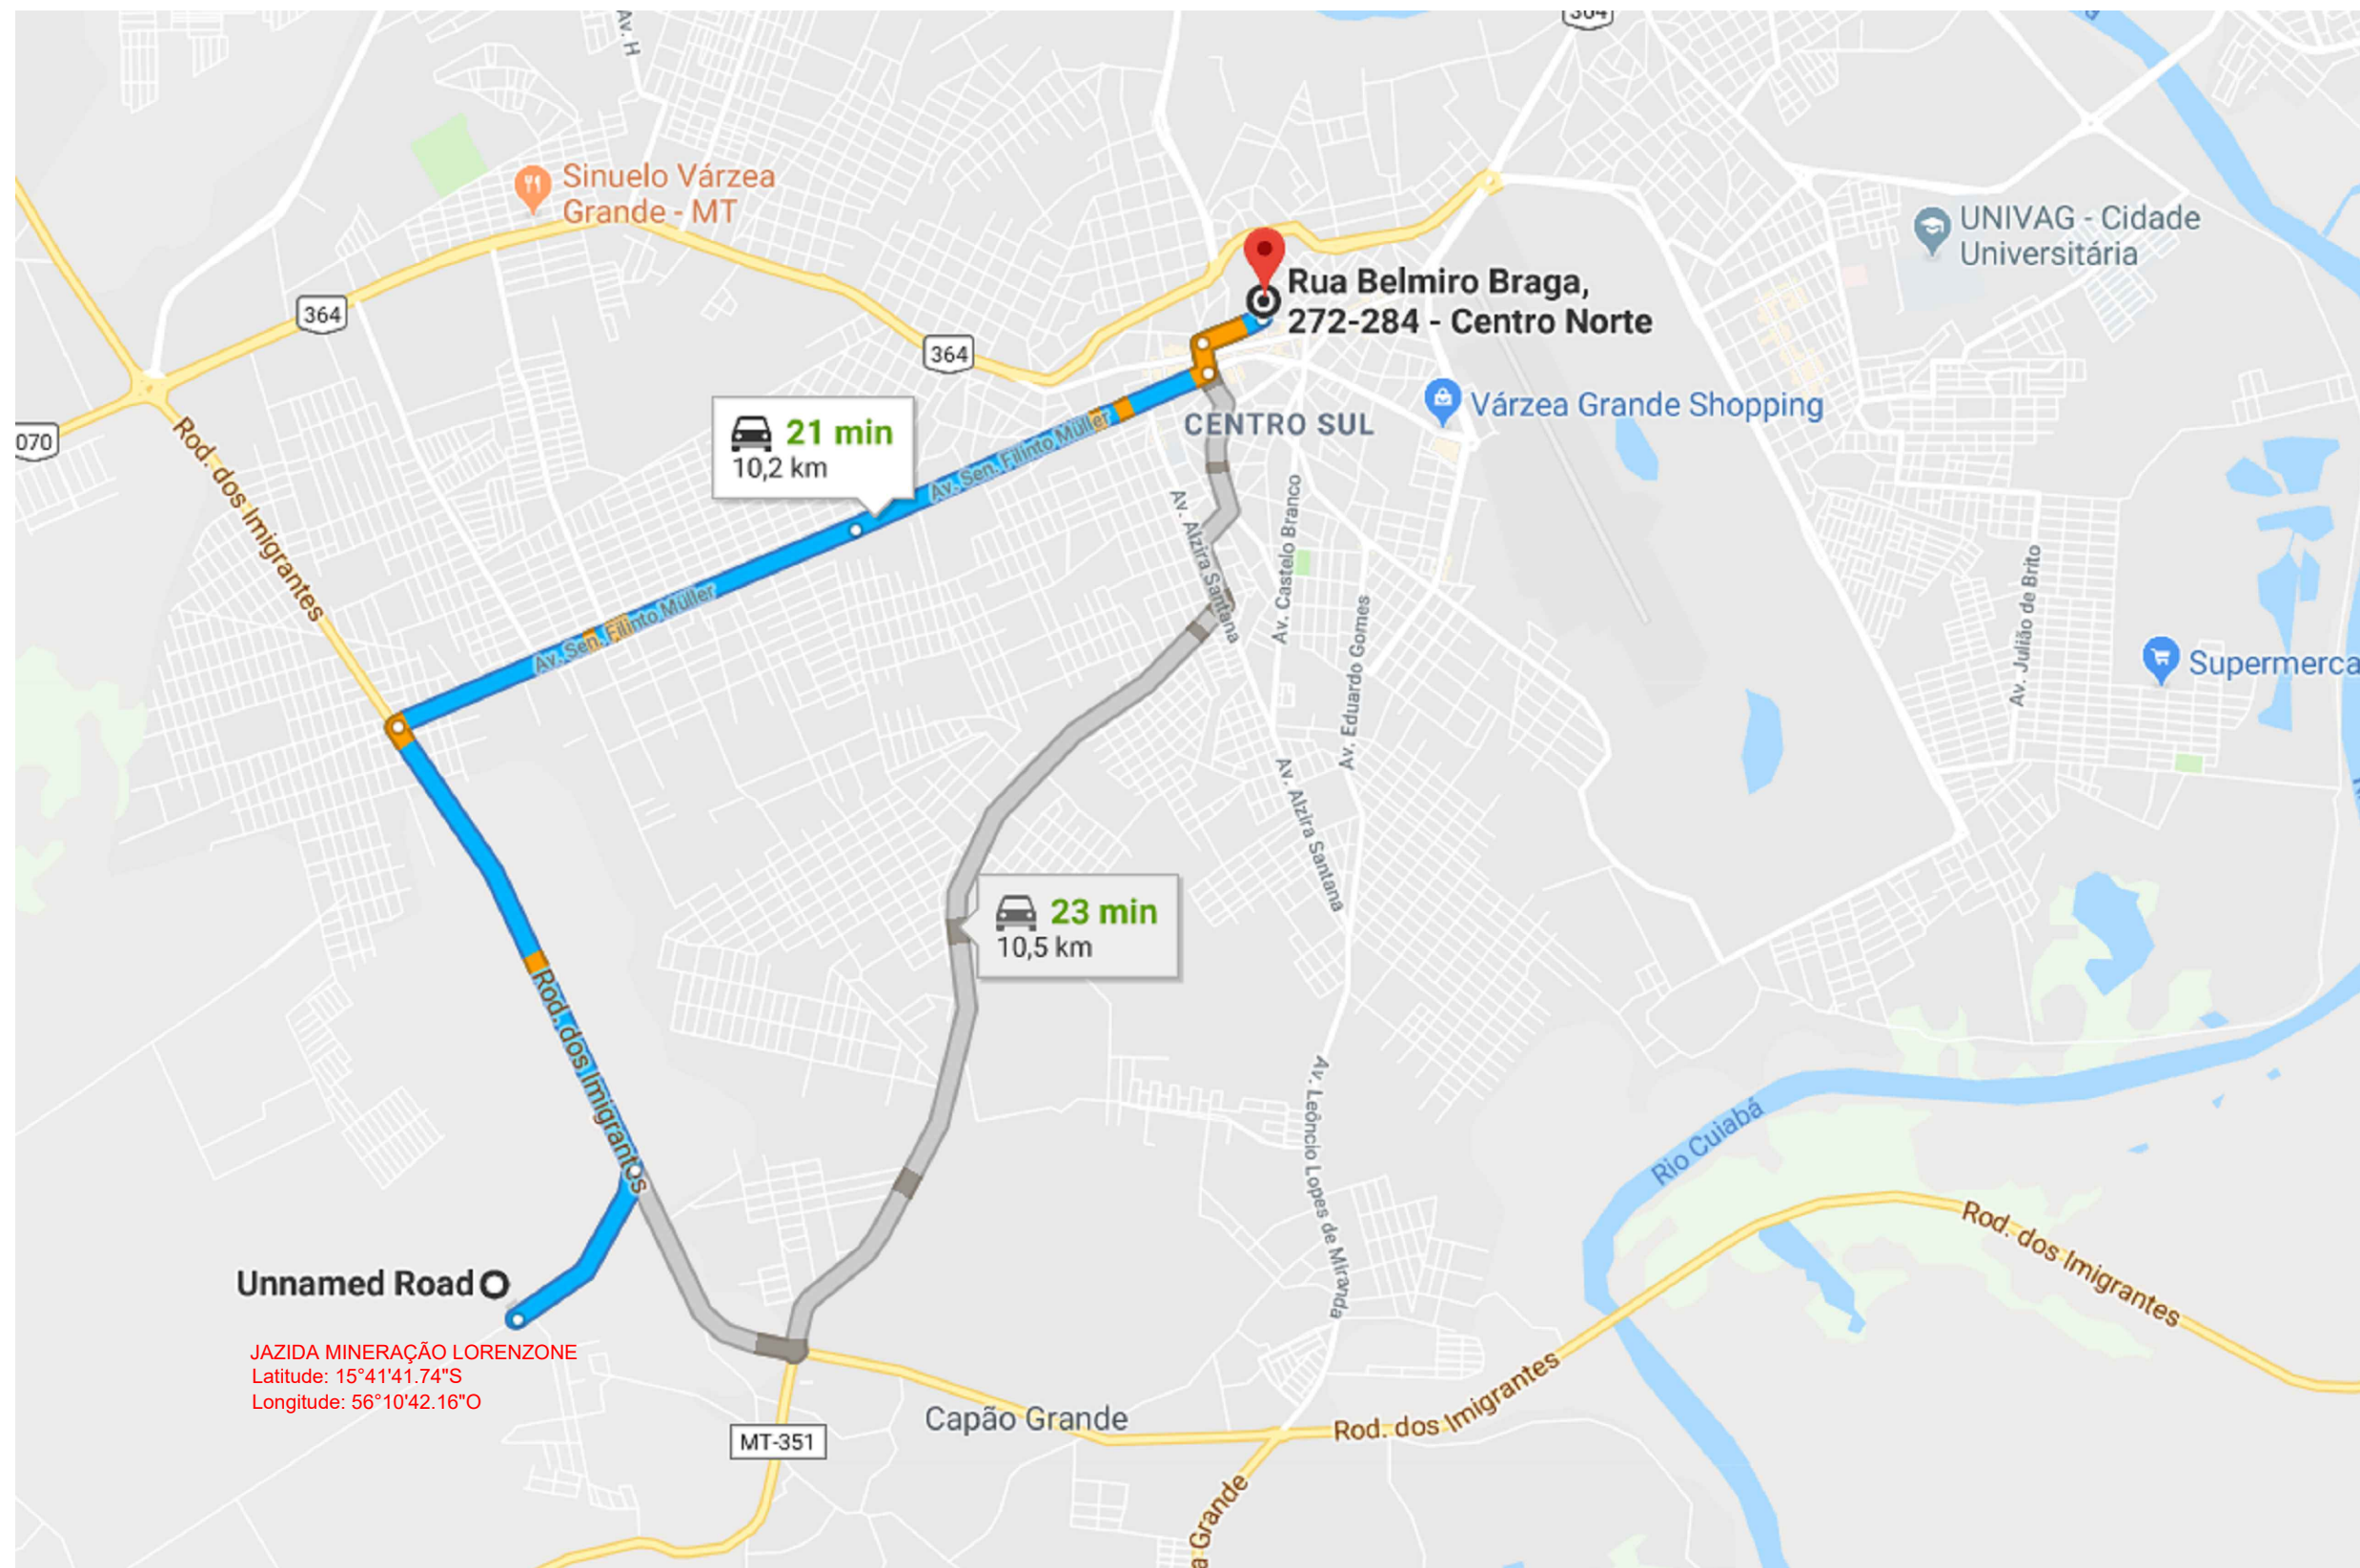 Av. H
364
Sinuelo Várzea
Grande - MT
UNIVAG - Cidade
Universitária
Rua Belmiro Braga,
272-284 - Centro Norte
364
364
070
Rod. dos Imigrantes
21 min
10,2 km
Av. Sen. Filinto Müller
CENTRO SUL
Várzea Grande Shopping
Av. Alzira Santana
Av. Castelo Branco
Av. Eduardo Gomes
Av. Julião de Brito
Supermerca
Av. Sen. Filinto Müller
Av. Alzira Santana
23 min
10,5 km
Rod. dos Imigrantes
Av. Leôncio Lopes de Miranda
Rio Cuiabá
Rod. dos Imigrantes
Unnamed Road
JAZIDA MINERAÇÃO LORENZONE
Latitude: 15°41'41.74"S
Longitude: 56°10'42.16"O
Capão Grande
Rod. dos Imigrantes
MT-351
a Grande